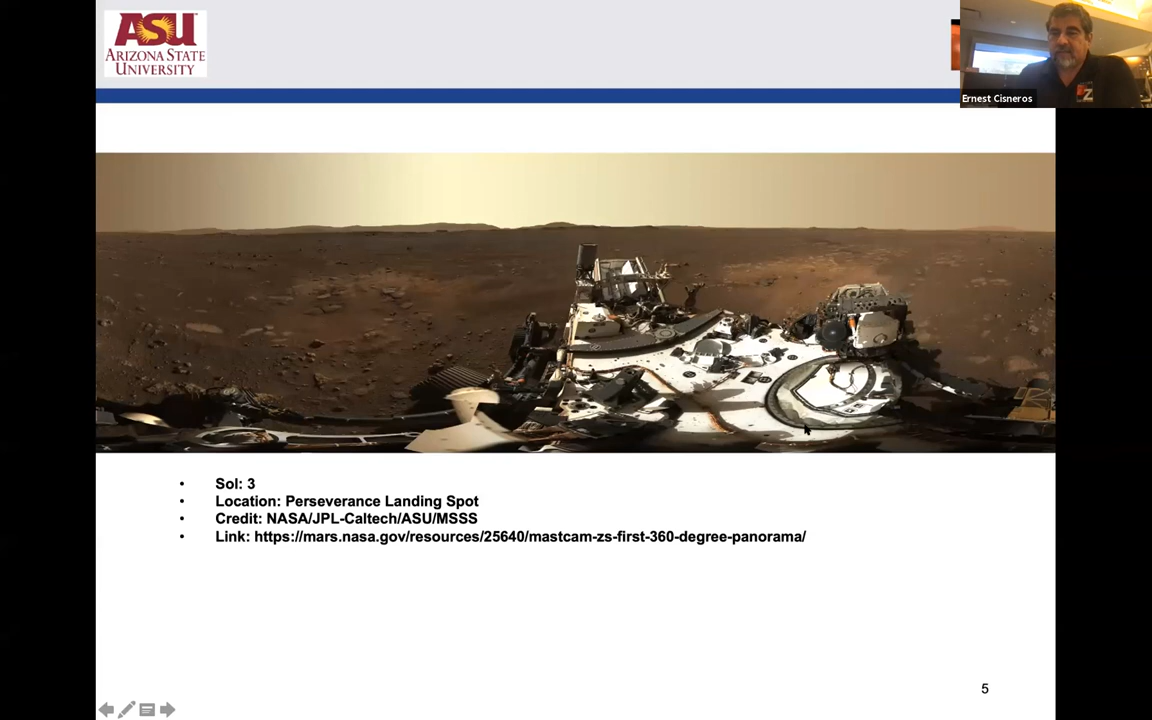 ASU
ARIZONA STATE
UNIVERSITY
Z
Ernest Cisneros
• Sol: 3
• Location: Perseverance Landing Spot
• Credit: NASA/JPL-Caltech/ASU/MSSS
• Link: https://mars.nasa.gov/resources/25640/mastcam-zs-first-360-degree-panorama/
5